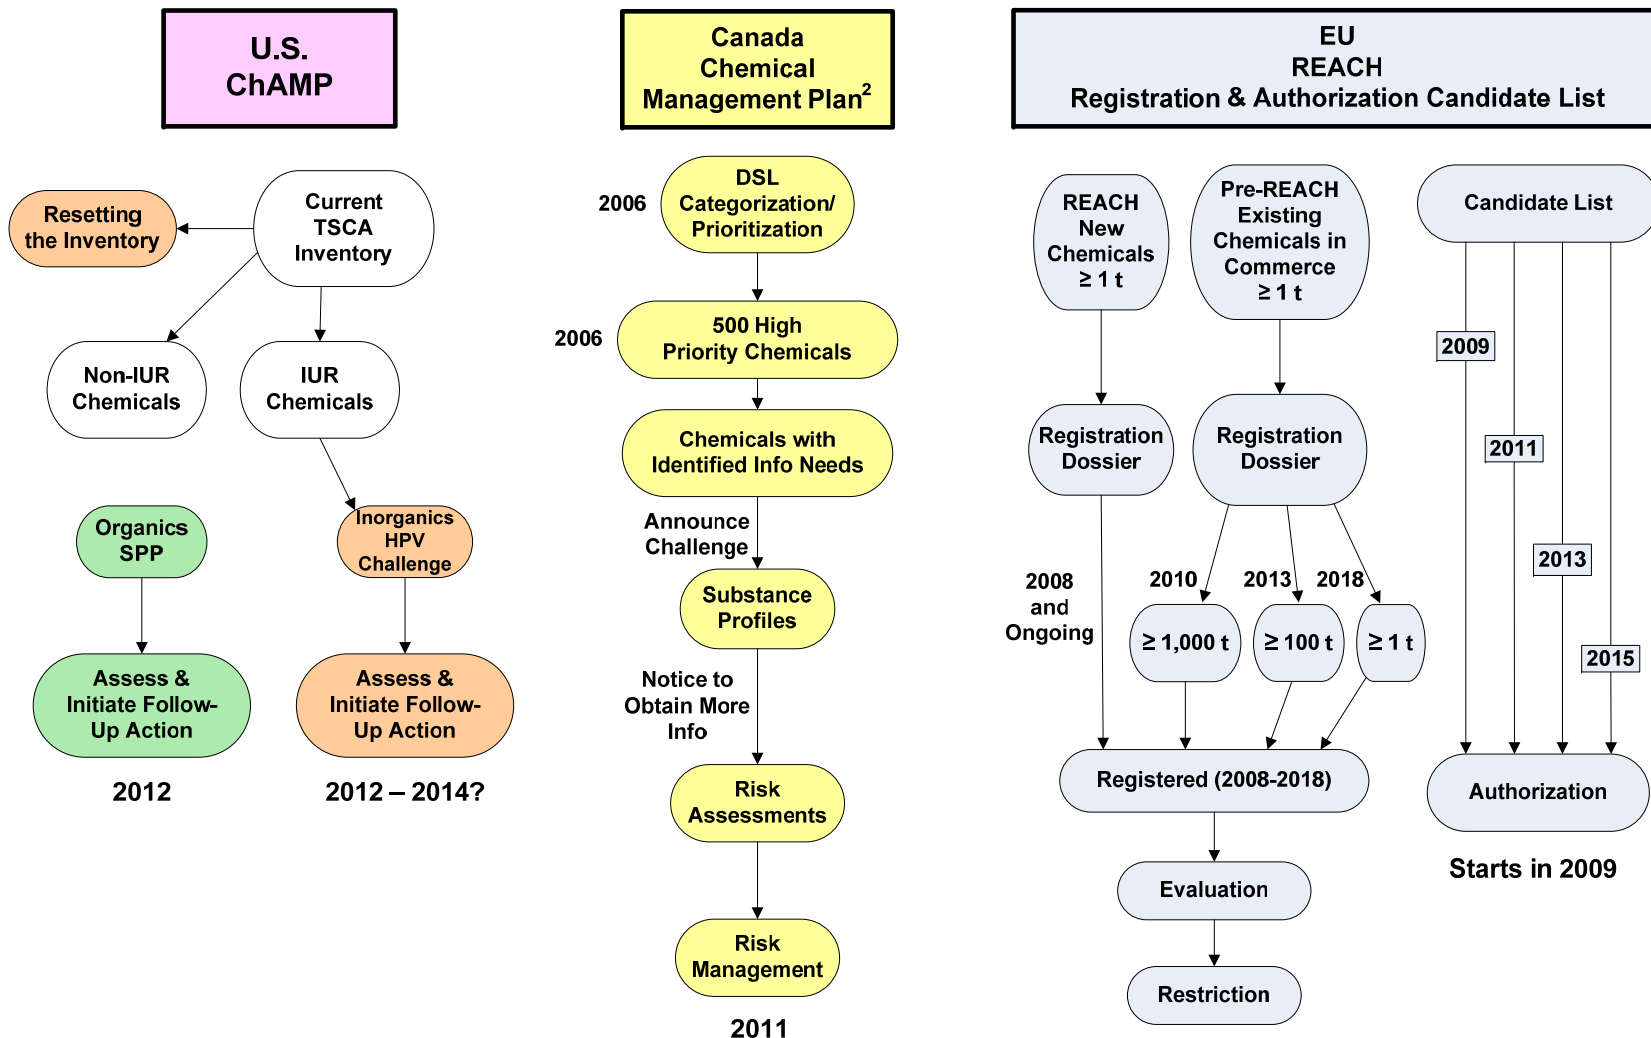 U.S.
ChAMP
Canada
Chemical
Management Plan²
EU
REACH
Registration & Authorization Candidate List
Resetting
the Inventory
Current
TSCA
Inventory
Non-IUR
Chemicals
IUR
Chemicals
Organics
SPP
Inorganics
HPV
Challenge
Assess &
Initiate Follow-
Up Action
Assess &
Initiate Follow-
Up Action
2012
2012 – 2014?
2006
DSL
Categorization/
Prioritization
2006
500 High
Priority Chemicals
Chemicals with
Identified Info Needs
Announce
Challenge
Substance
Profiles
Notice to
Obtain More
Info
Risk
Assessments
Risk
Management
2011
REACH
New
Chemicals
≥ 1 t
Pre-REACH
Existing
Chemicals in
Commerce
≥ 1 t
Registration
Dossier
Registration
Dossier
2008
and
Ongoing
2010
2013
2018
≥ 1,000 t
≥ 100 t
≥ 1 t
Registered (2008-2018)
Evaluation
Restriction
Candidate List
2009
2011
2013
2015
Authorization
Starts in 2009